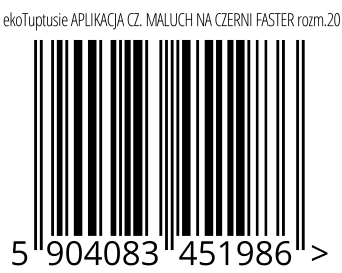 ekoTuptusie APLIKACJA CZ. MALUCH NA CZERNI FASTER rozm.20
5 904083 451986 >